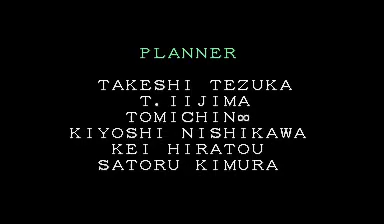 PLANNER
TAKESHI TEZUKA
T.IIJIMA
TOMICHIN∞
KIYOSHI NISHIKAWA
KEI HIRATOU
SATORU KIMURA